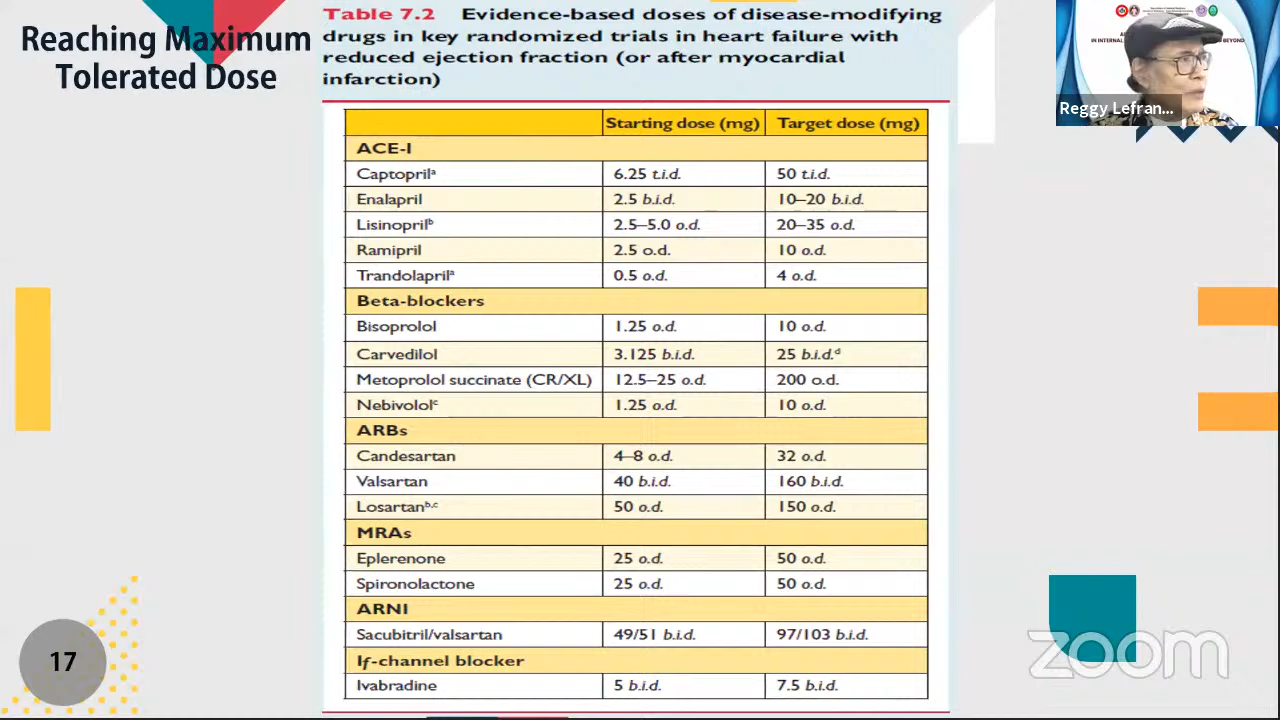 Reaching Maximum
Tolerated Dose
Table 7.2 Evidence-based doses of disease-modifying
drugs in key randomized trials in heart failure with
reduced ejection fraction (or after myocardial
infarction)
Starting dose (mg) Target dose (mg)
ACE-I
Captoprilᵃ 6.25 t.i.d. 50 t.i.d.
Enalapril 2.5 b.i.d. 10–20 b.i.d.
Lisinoprilᵇ 2.5–5.0 o.d. 20–35 o.d.
Ramipril 2.5 o.d. 10 o.d.
Trandolaprilᵃ 0.5 o.d. 4 o.d.
Beta-blockers
Bisoprolol 1.25 o.d. 10 o.d.
Carvedilol 3.125 b.i.d. 25 b.i.d.ᵈ
Metoprolol succinate (CR/XL) 12.5–25 o.d. 200 o.d.
Nebivololᶜ 1.25 o.d. 10 o.d.
ARBs
Candesartan 4–8 o.d. 32 o.d.
Valsartan 40 b.i.d. 160 b.i.d.
Losartanᵇ,ᶜ 50 o.d. 150 o.d.
MRAs
Eplerenone 25 o.d. 50 o.d.
Spironolactone 25 o.d. 50 o.d.
ARNI
Sacubitril/valsartan 49/51 b.i.d. 97/103 b.i.d.
If-channel blocker
Ivabradine 5 b.i.d. 7.5 b.i.d.
17
Reggy Lefran...
zoom